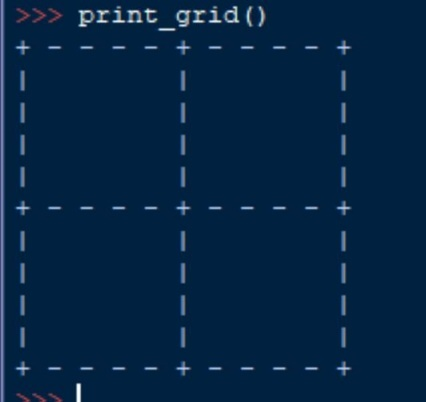 >>> print_grid()
+ - - - - + - - - - +
|         |         |
|         |         |
|         |         |
|         |         |
+ - - - - + - - - - +
|         |         |
|         |         |
|         |         |
|         |         |
+ - - - - + - - - - +
>>>